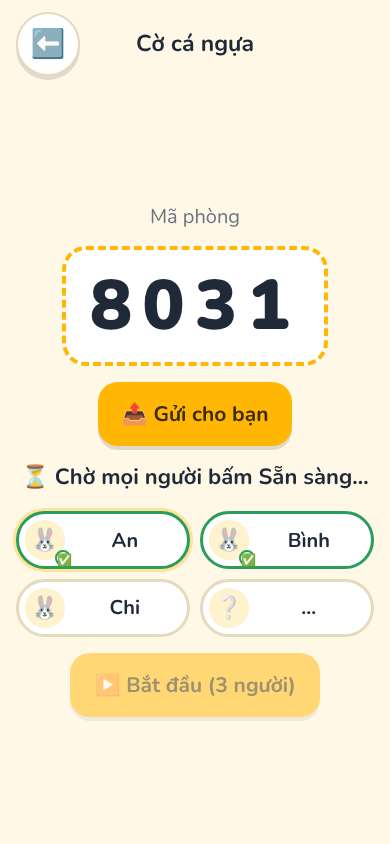 Cờ cá ngựa
Mã phòng
8031
📤 Gửi cho bạn
⏳ Chờ mọi người bấm Sẵn sàng...
An
Bình
Chi
...
▶️ Bắt đầu (3 người)